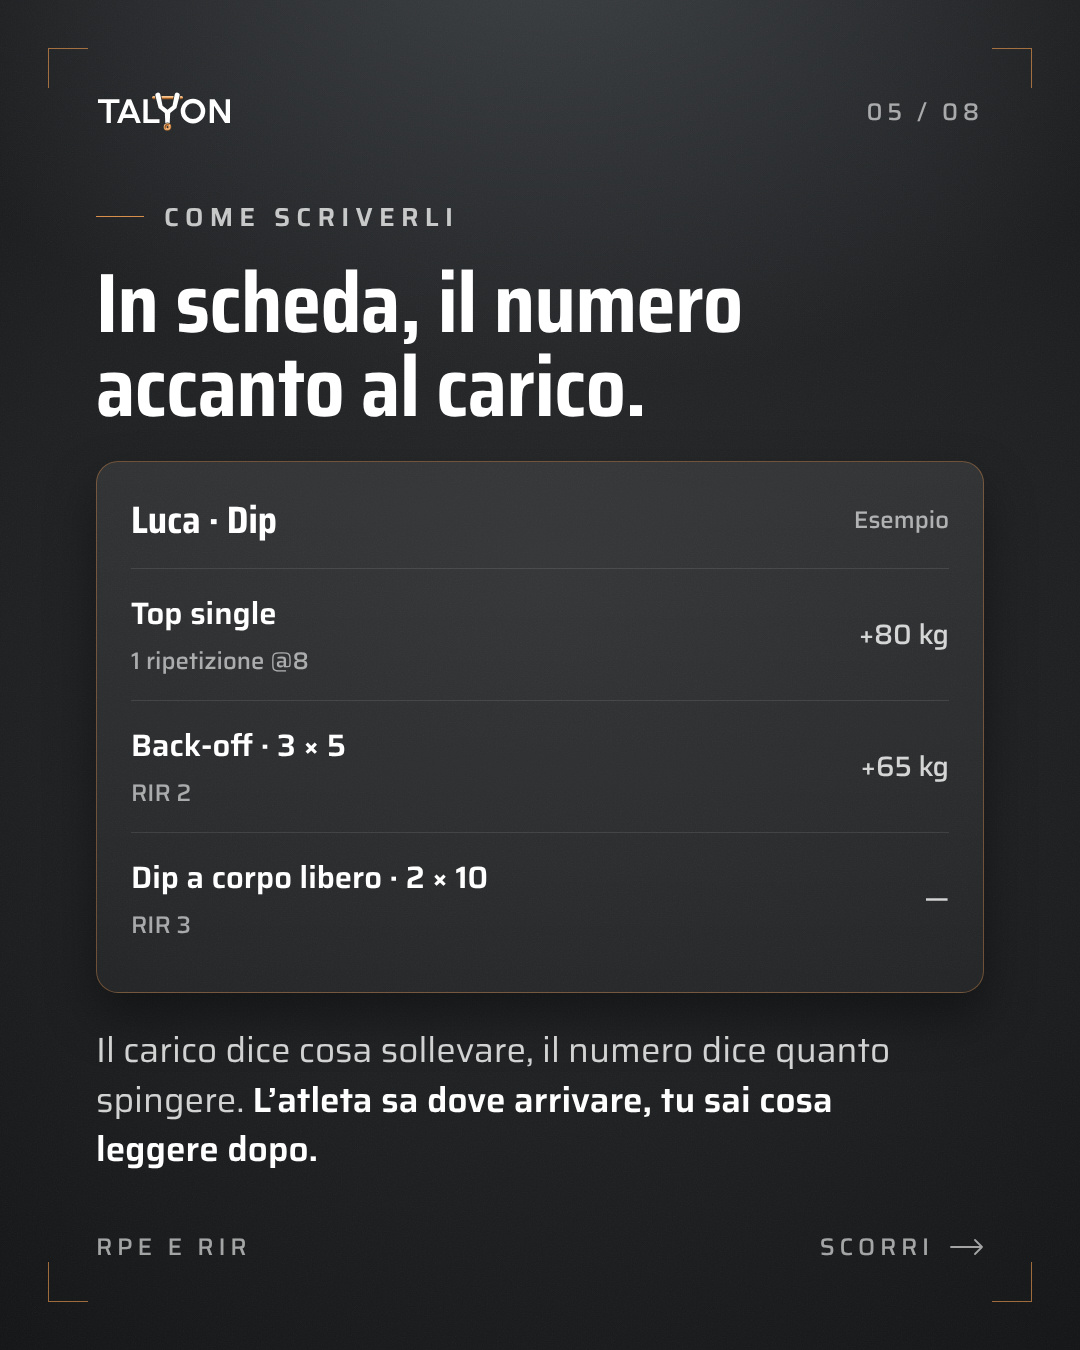 TALYON
05 / 08
COME SCRIVERLI
In scheda, il numero
accanto al carico.
Luca · Dip
Esempio
Top single
1 ripetizione @8
+80 kg
Back-off · 3 × 5
RIR 2
+65 kg
Dip a corpo libero · 2 × 10
RIR 3
—
Il carico dice cosa sollevare, il numero dice quanto
spingere. L’atleta sa dove arrivare, tu sai cosa
leggere dopo.
RPE E RIR
SCORRI →